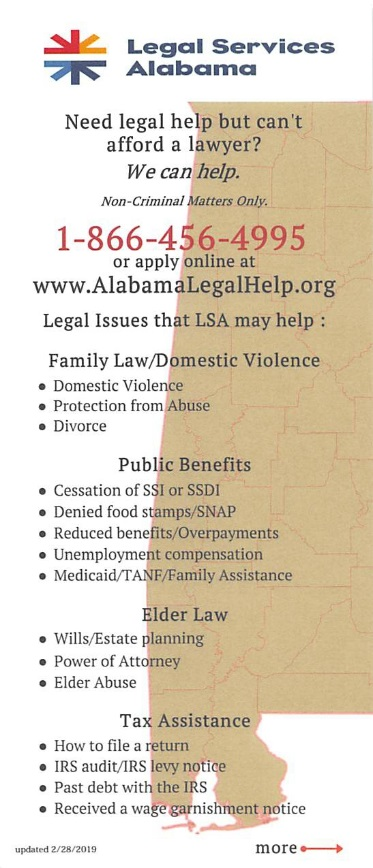 Legal Services
Alabama
Need legal help but can't
afford a lawyer?
We can help.
Non-Criminal Matters Only.
1-866-456-4995
or apply online at
www.AlabamaLegalHelp.org
Legal Issues that LSA may help :
Family Law/Domestic Violence
• Domestic Violence
• Protection from Abuse
• Divorce
Public Benefits
• Cessation of SSI or SSDI
• Denied food stamps/SNAP
• Reduced benefits/Overpayments
• Unemployment compensation
• Medicaid/TANF/Family Assistance
Elder Law
• Wills/Estate planning
• Power of Attorney
• Elder Abuse
Tax Assistance
• How to file a return
• IRS audit/IRS levy notice
• Past debt with the IRS
• Received a wage garnishment notice
updated 2/28/2019
more